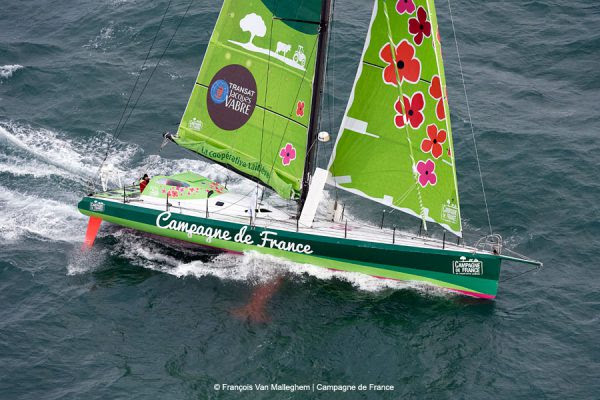 TRANSAT
JACQUES
VABRE
La coopérative laitière
Campagne de France
CAMPAGNE
DE FRANCE
© François Van Malleghem | Campagne de France